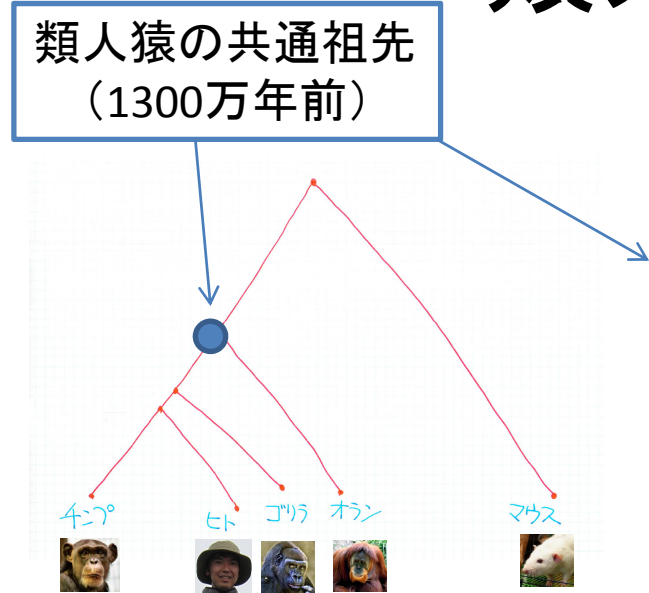 類人猿の共通祖先
（1300万年前）
チンプ
ヒト
ゴリラ
オラン
マウス